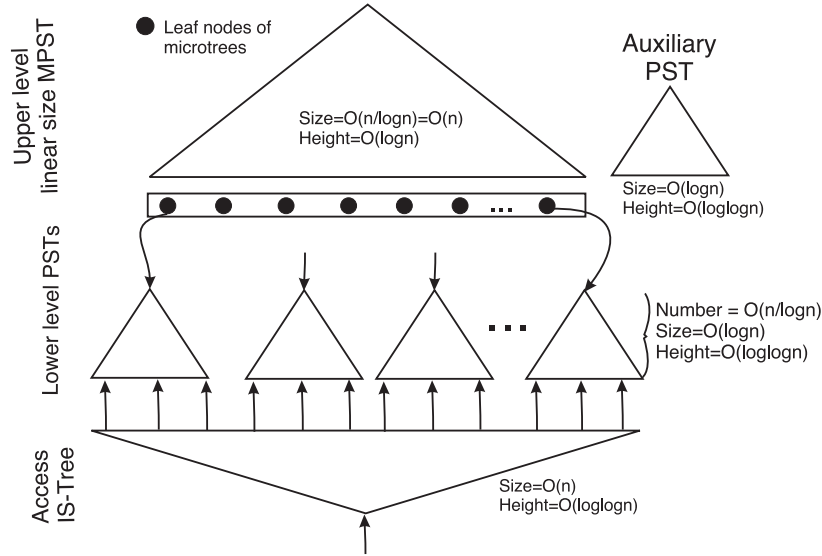 Upper level
linear size MPST
Leaf nodes of
microtrees
Size=O(n/logn)=O(n)
Height=O(logn)
Auxiliary
PST
Size=O(logn)
Height=O(loglogn)
...
Lower level PSTs
...
Number = O(n/logn)
Size=O(logn)
Height=O(loglogn)
Access
IS-Tree
Size=O(n)
Height=O(loglogn)